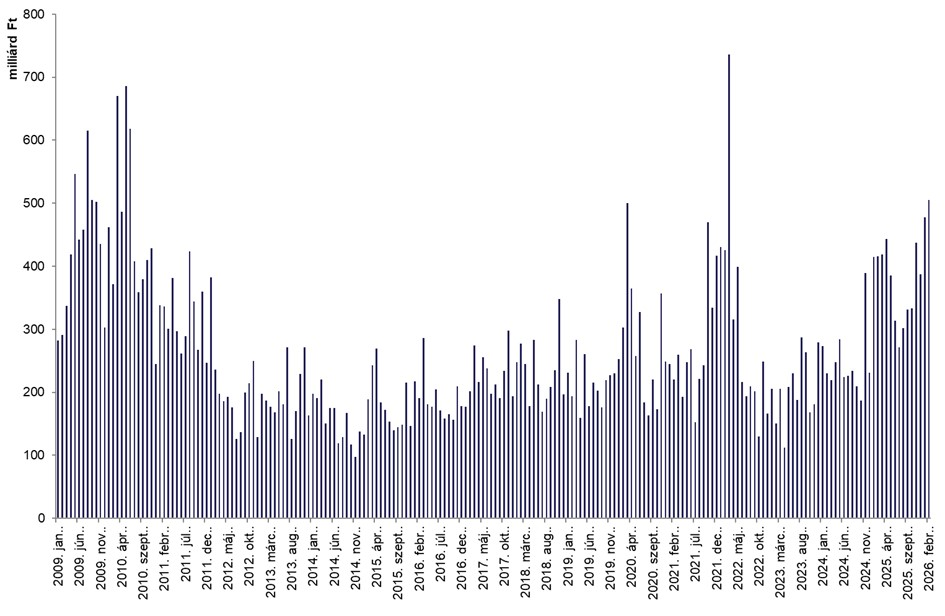 milliárd Ft
800
700
600
500
400
300
200
100
0
2009. jan..
2009. jún..
2009. nov..
2010. ápr.
2010. szept.
2011. febr.
2011. júl..
2011. dec..
2012. máj..
2012. okt..
2013. márc.
2013. aug..
2014. jan..
2014. jún..
2014. nov..
2015. ápr.
2015. szept.
2016. febr.
2016. júl..
2016. dec..
2017. máj..
2017. okt..
2018. márc.
2018. aug..
2019. jan..
2019. jún..
2019. nov..
2020. ápr.
2020. szept.
2021. febr.
2021. júl..
2021. dec..
2022. máj..
2022. okt..
2023. márc.
2023. aug..
2024. jan..
2024. jún..
2024. nov..
2025. ápr.
2025. szept.
2026. febr.